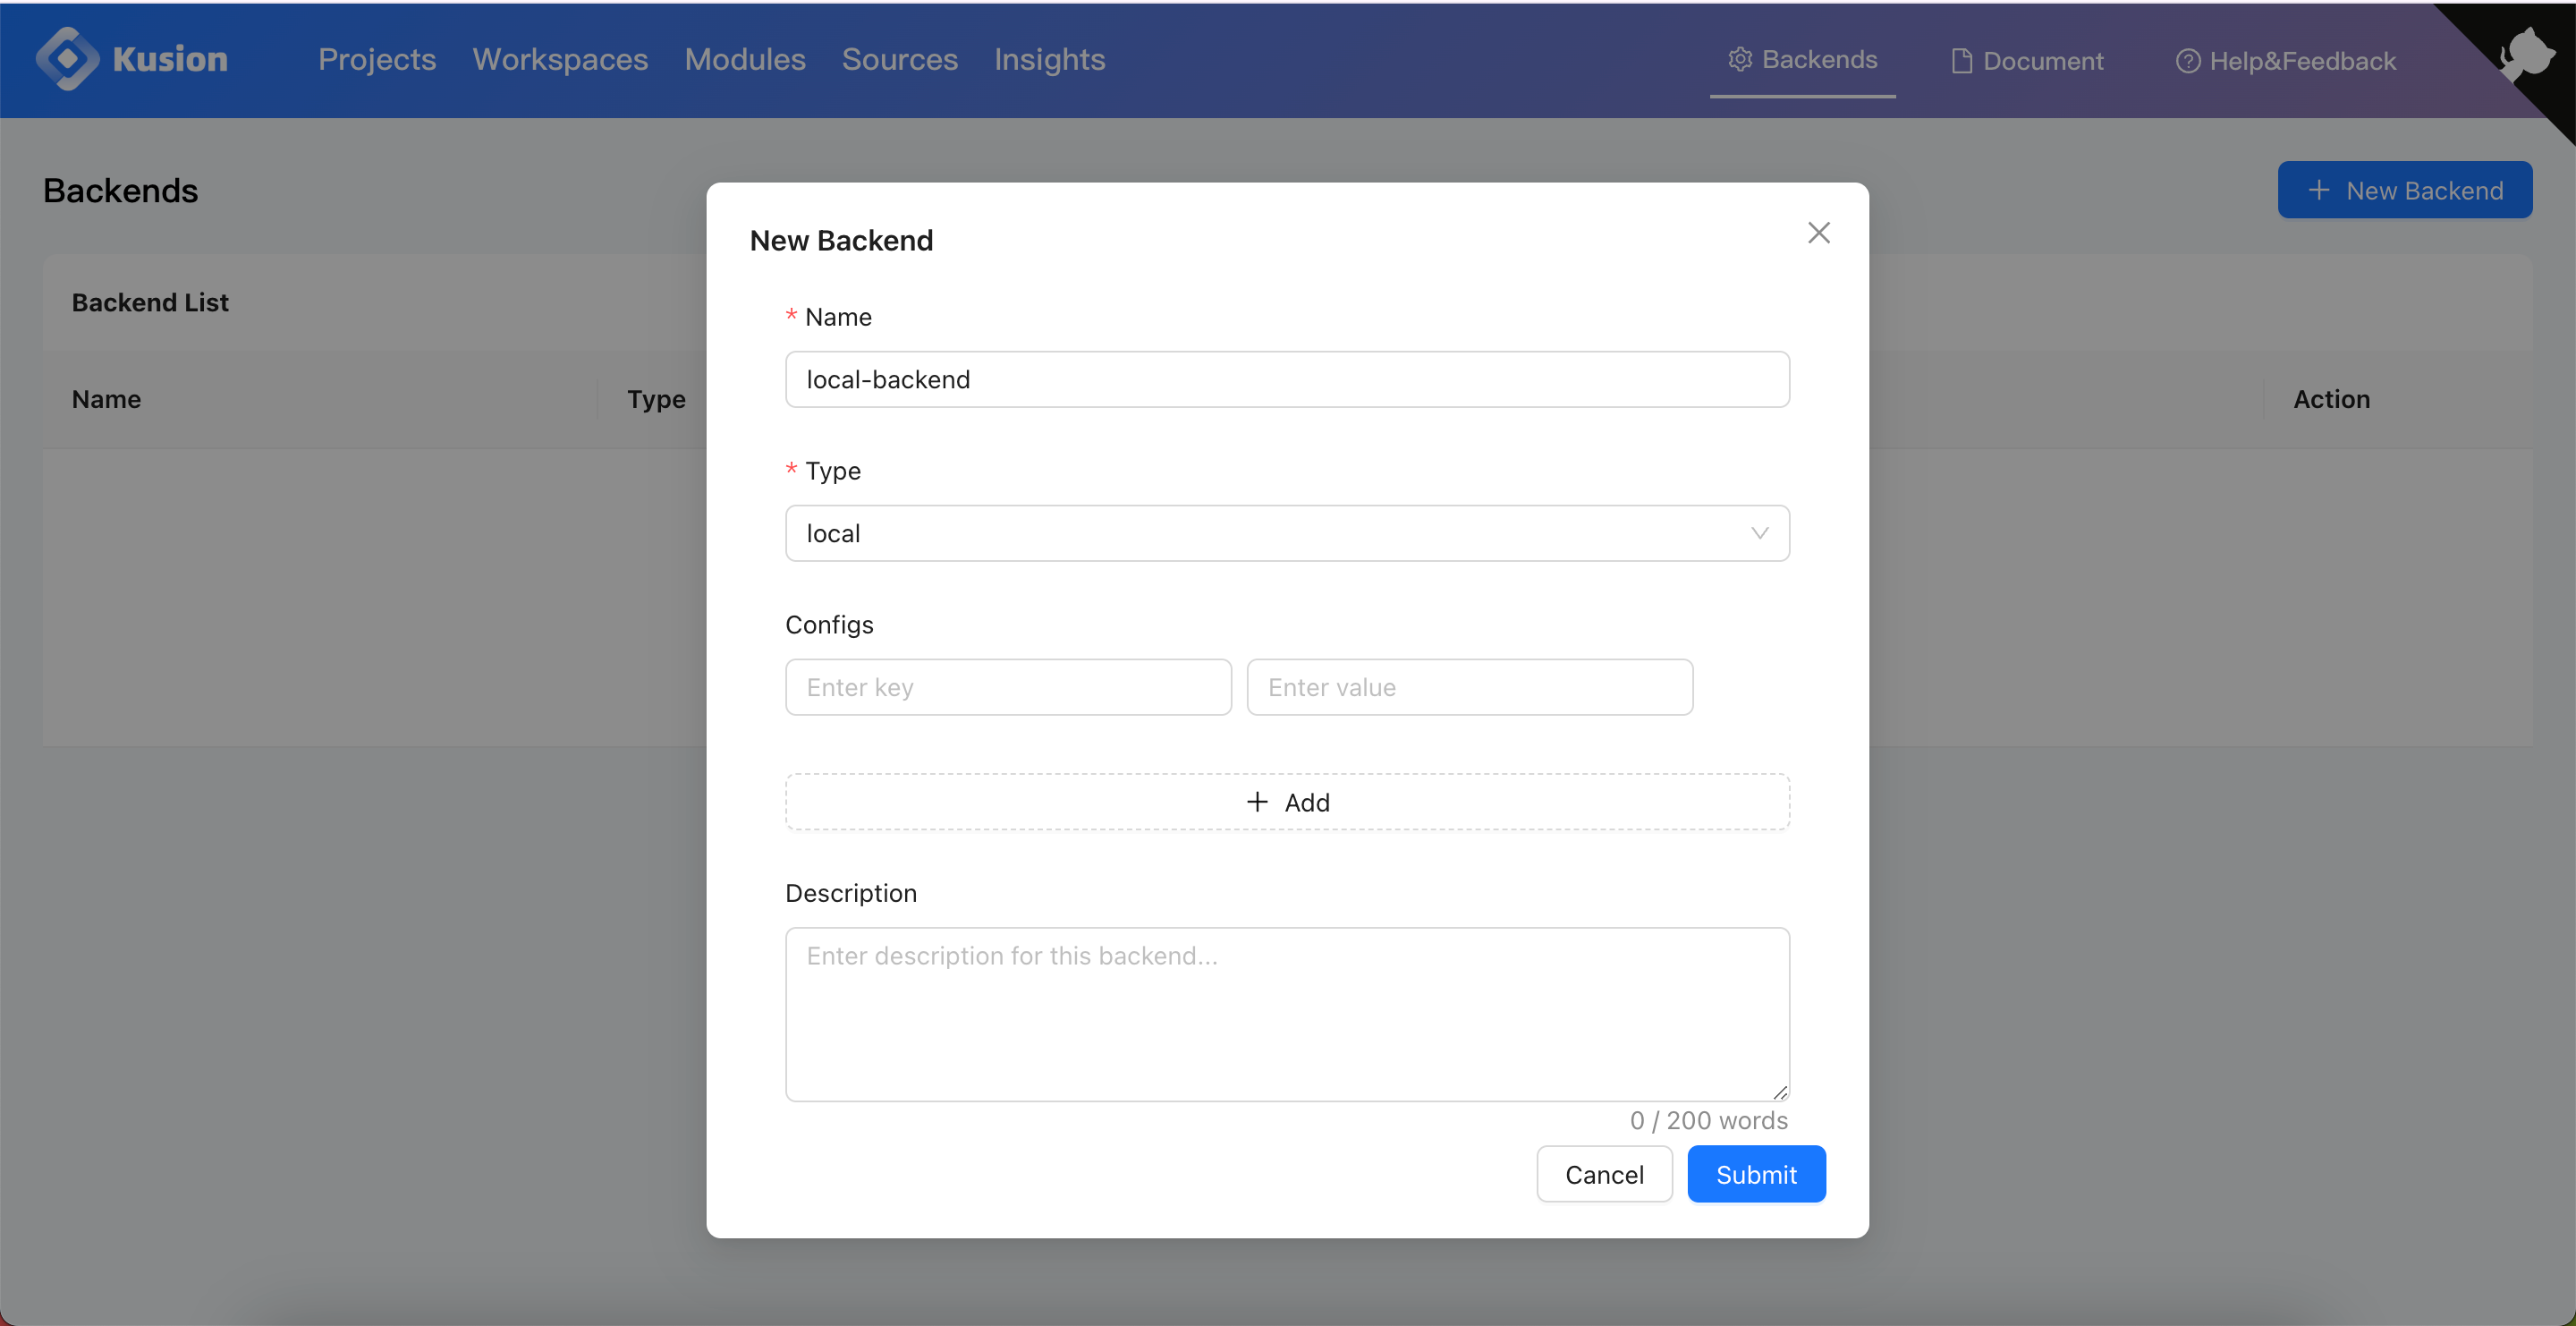 Kusion Projects Workspaces Modules Sources Insights Backends Document Help&Feedback
Backends
New Backend
Backend List
Name Type Action
New Backend
* Name
local-backend
* Type
local
Configs
Enter key Enter value
Add
Description
Enter description for this backend...
0 / 200 words
Cancel Submit